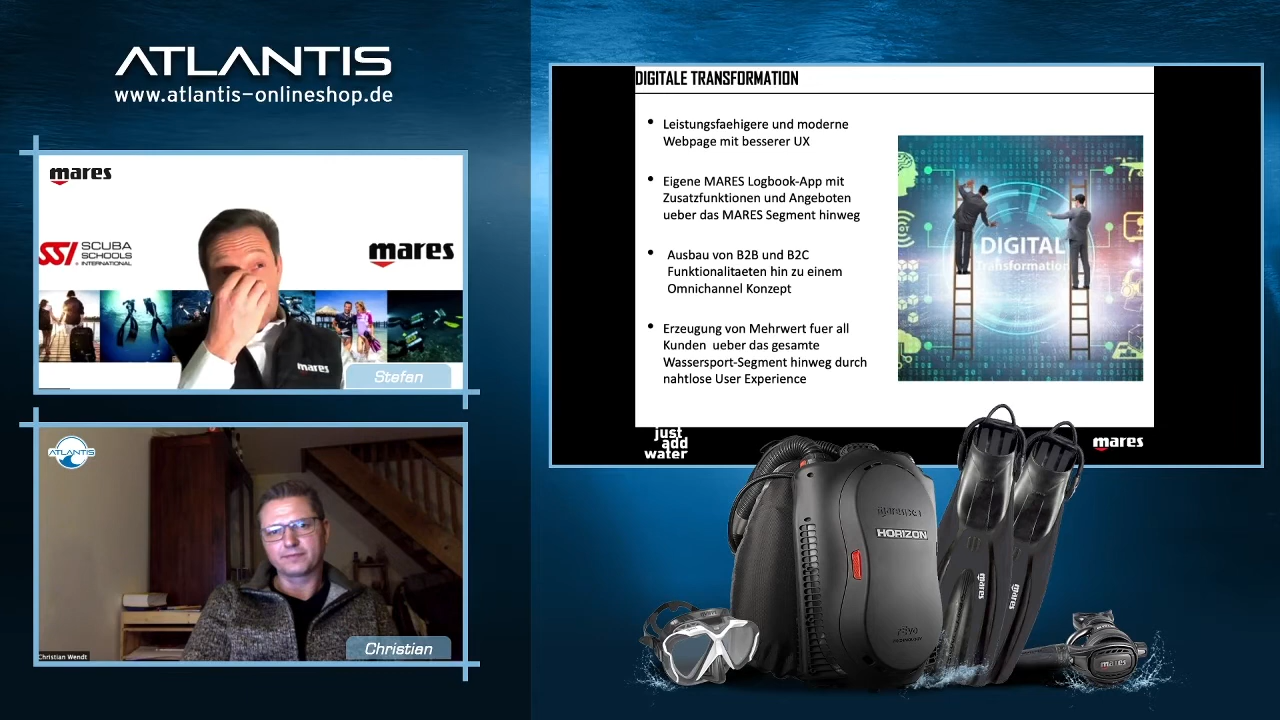 ATLANTIS
www.atlantis-onlineshop.de
mares
SSI SCUBA
SCHOOLS
INTERNATIONAL
mares
mares
Stefan
ATLANTIS
Christian Wendt
Christian
DIGITALE TRANSFORMATION
• Leistungsfaehigere und moderne
Webpage mit besserer UX
• Eigene MARES Logbook-App mit
Zusatzfunktionen und Angeboten
ueber das MARES Segment hinweg
• Ausbau von B2B und B2C
Funktionalitaeten hin zu einem
Omnichannel Konzept
• Erzeugung von Mehrwert fuer all
Kunden ueber das gesamte
Wassersport-Segment hinweg durch
nahtlose User Experience
DIGITAL
Transformation
just
add
water
mares
HORIZON
mares
mares
mares